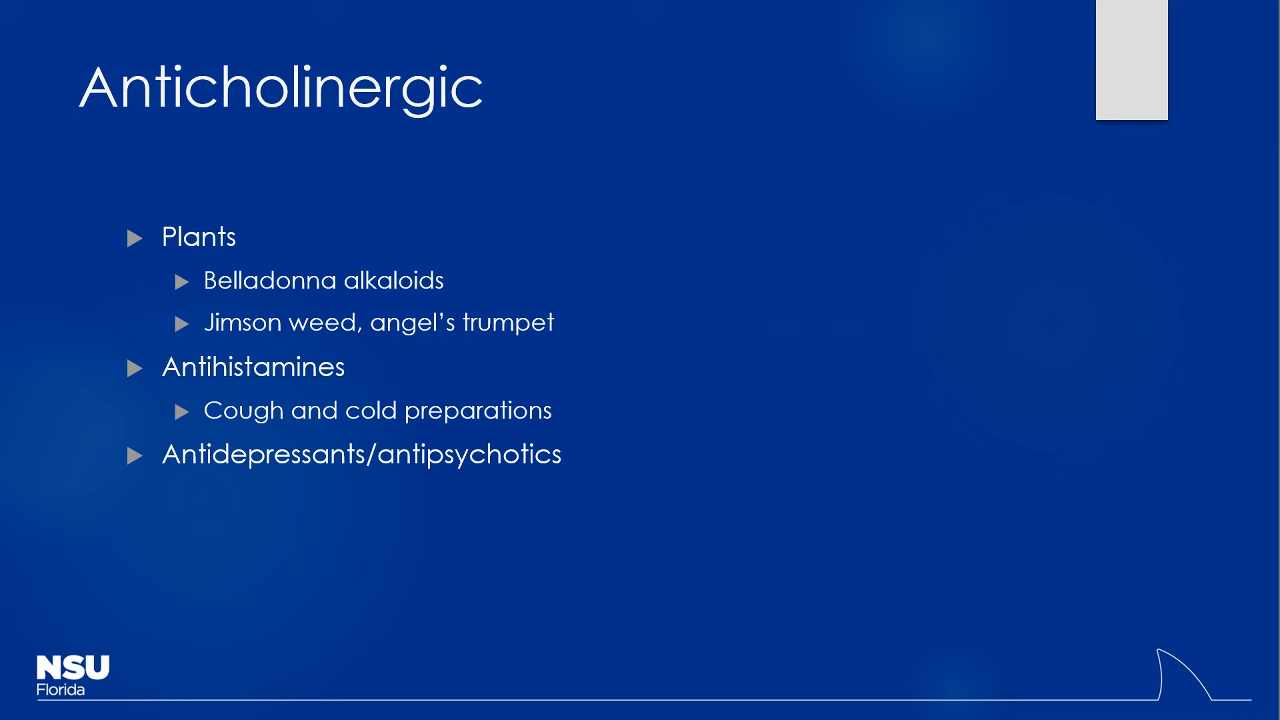 Anticholinergic
Plants
Belladonna alkaloids
Jimson weed, angel’s trumpet
Antihistamines
Cough and cold preparations
Antidepressants/antipsychotics
NSU
Florida